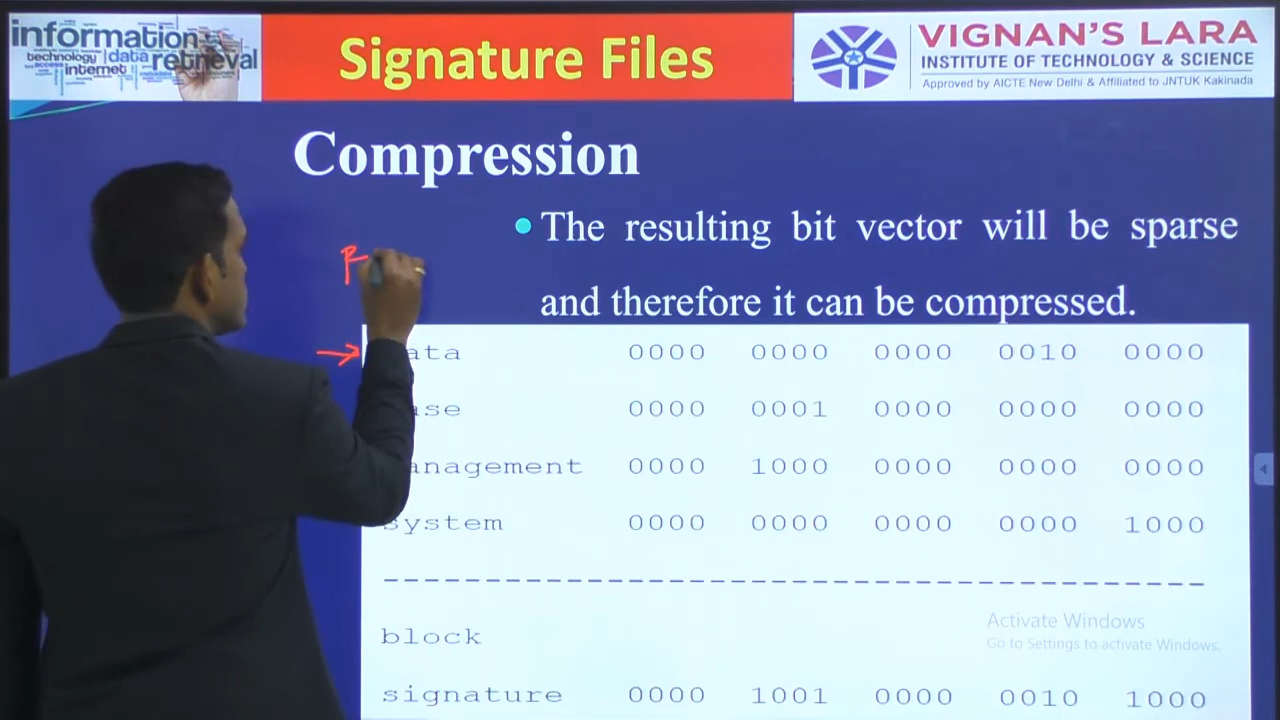 information
technology data retrieval
internet
Signature Files
VIGNAN'S LARA
INSTITUTE OF TECHNOLOGY & SCIENCE
Approved by AICTE New Delhi & Affiliated to JNTUK Kakinada
Compression
• The resulting bit vector will be sparse
and therefore it can be compressed.
ata 0000 0000 0000 0010 0000
ase 0000 0001 0000 0000 0000
anagement 0000 1000 0000 0000 0000
system 0000 0000 0000 0000 1000
block
signature 0000 1001 0000 0010 1000
Activate Windows
Go to Settings to activate Windows.